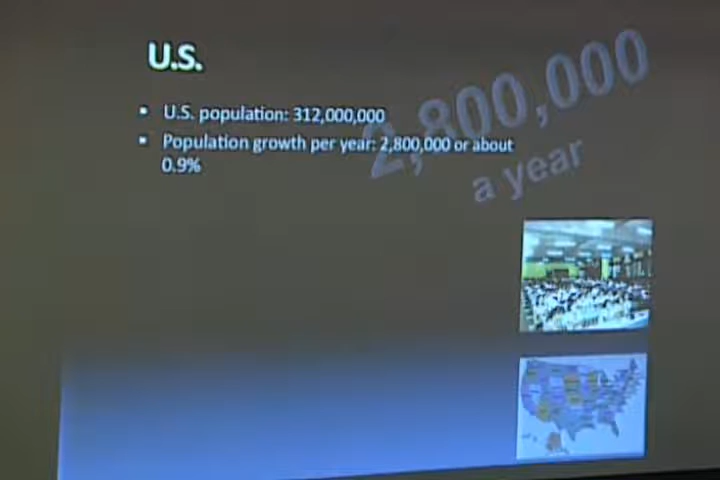 U.S.
2,800,000
a year
▪ U.S. population: 312,000,000
▪ Population growth per year: 2,800,000 or about
0.9%